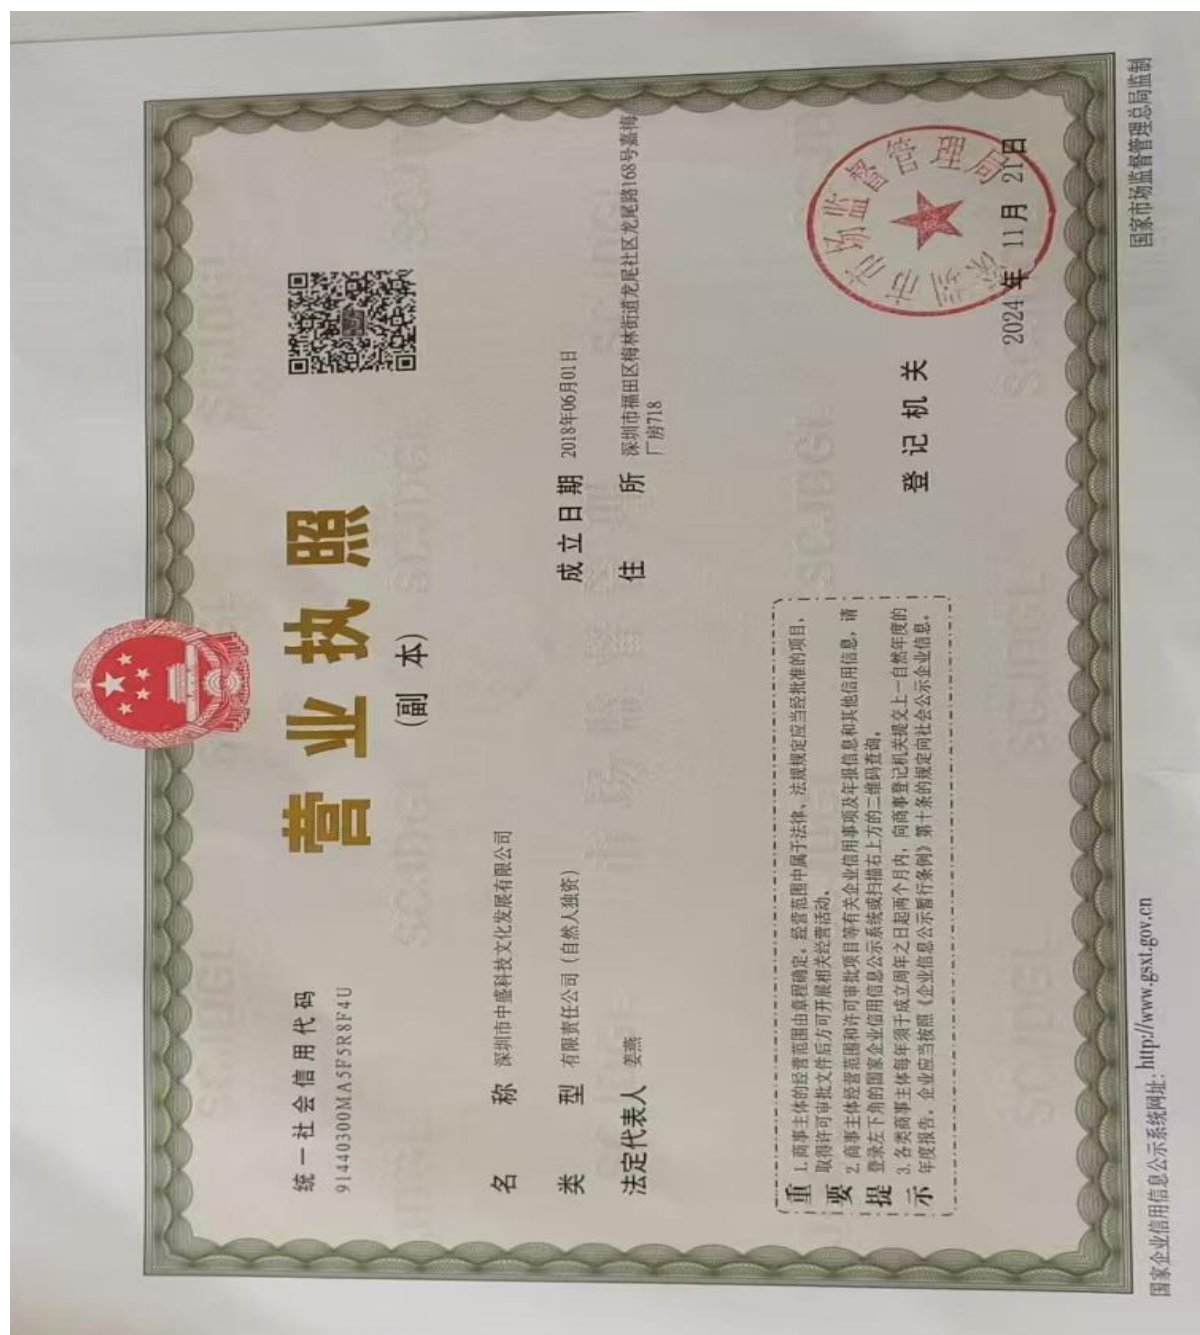 营业执照
(副 本)
统一社会信用代码
91440300MA5F5R8F4U
名 称 深圳市中盛科技文化发展有限公司
类 型 有限责任公司（自然人独资）
法定代表人 姜燕
成立日期 2018年06月01日
住 所 深圳市福田区梅林街道龙尾社区龙尾路168号嘉梅
厂房718
重要提示
1. 商事主体的经营范围由章程确定。经营范围中属于法律、法规规定应当经批准的项目，
取得许可审批文件后方可开展相关经营活动。
2. 商事主体经营范围和许可审批项目等有关企业信用事项及年报信息和其他信用信息，请
登录左下角的国家企业信用信息公示系统或扫描右上方的二维码查询。
3. 各类商事主体每年须于成立周年之日起两个月内，向商事登记机关提交上一自然年度的
年度报告。企业应当按照《企业信息公示暂行条例》第十条的规定向社会公示企业信息。
登记机关
深圳市市场监督管理局
2024年 11月 21日
国家企业信用信息公示系统网址：http://www.gsxt.gov.cn
国家市场监督管理总局监制